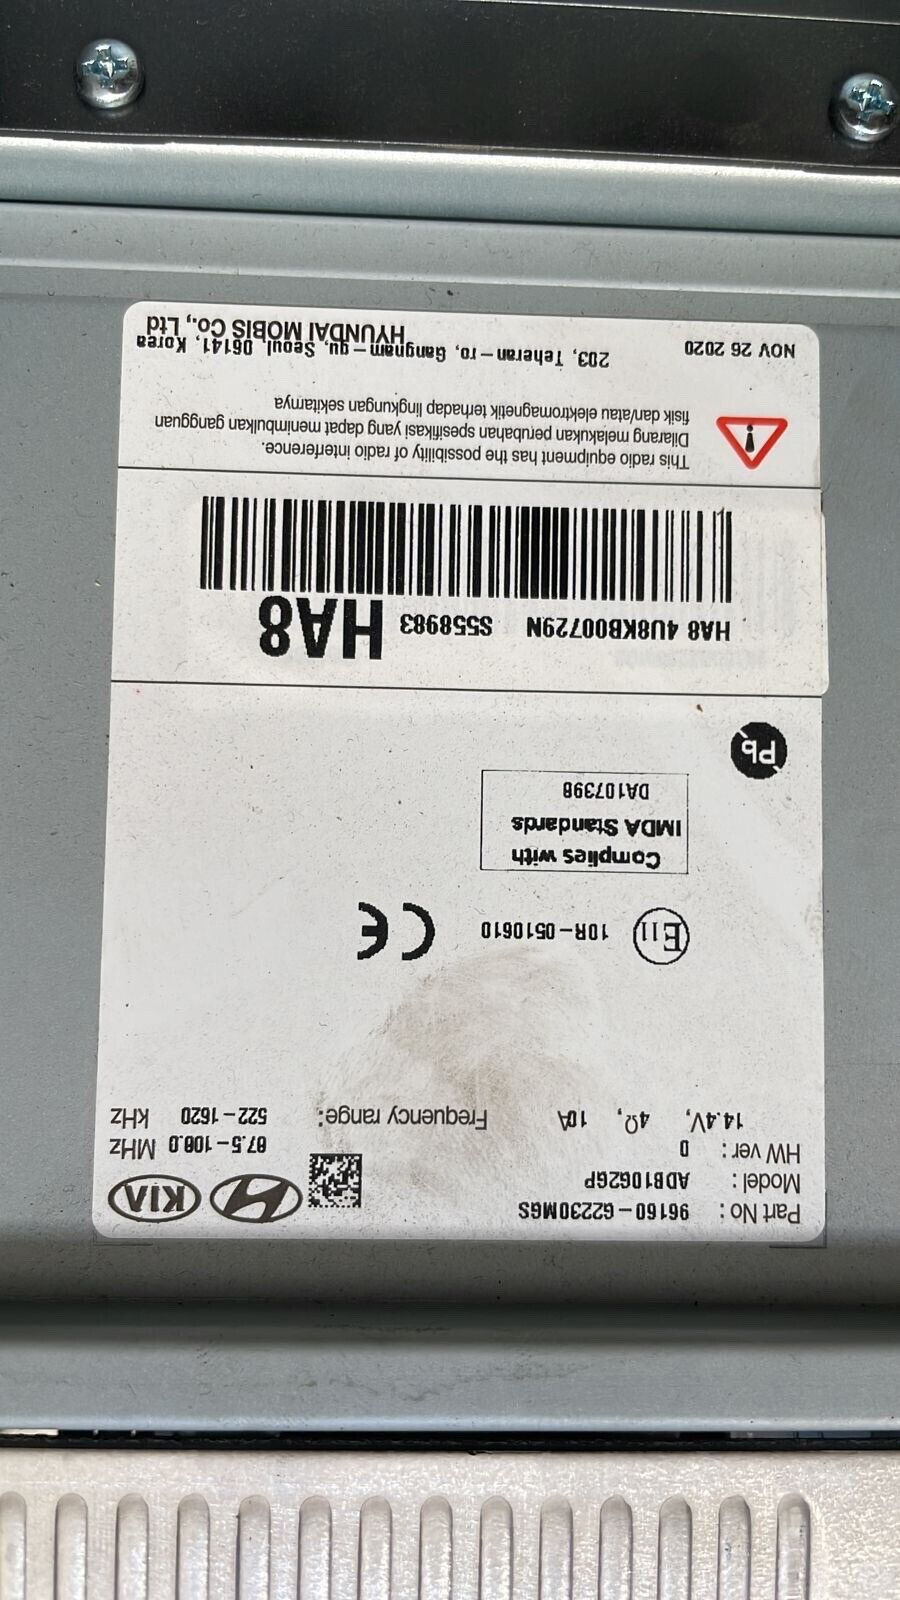 Part No : 96160-G2230MGS
Model : ADB10G2GP
HW ver : 0
14.4V, 4Ω, 10A
KIA
87.5-108.0 MHz
Frequency range: 522-1620 kHz
E11 10R-0510610 CE
Complies with
IMDA Standards
DA107398
Pb
HA8 4U8KB00729N S558983 HA8
This radio equipment has the possibility of radio interference.
Dilarang melakukan perubahan spesifikasi yang dapat menimbulkan gangguan
fisik dan/atau elektromagnetik terhadap lingkungan sekitarnya
NOV 26 2020
203, Teheran-ro, Gangnam-gu, Seoul, 06141, Korea
HYUNDAI MOBIS CO., Ltd